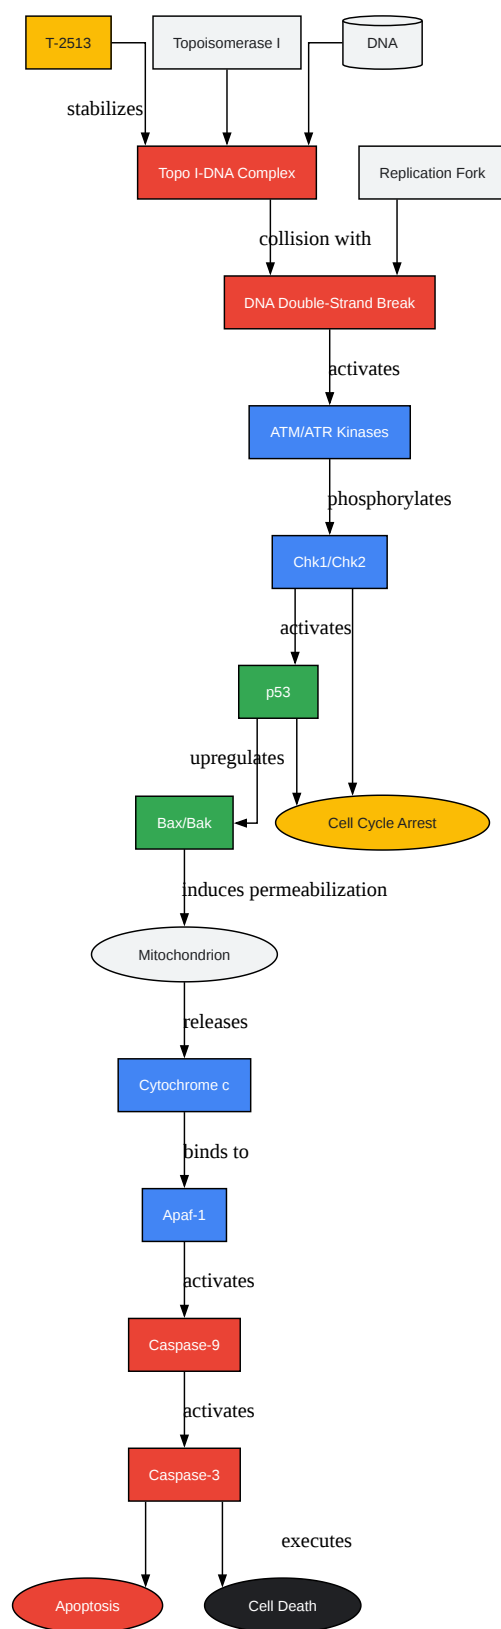 T-2513
Topoisomerase I
DNA
stabilizes
Topo I-DNA Complex
Replication Fork
collision with
DNA Double-Strand Break
activates
ATM/ATR Kinases
phosphorylates
Chk1/Chk2
activates
p53
upregulates
Bax/Bak
Cell Cycle Arrest
induces permeabilization
Mitochondrion
releases
Cytochrome c
binds to
Apaf-1
activates
Caspase-9
activates
Caspase-3
executes
Apoptosis
Cell Death